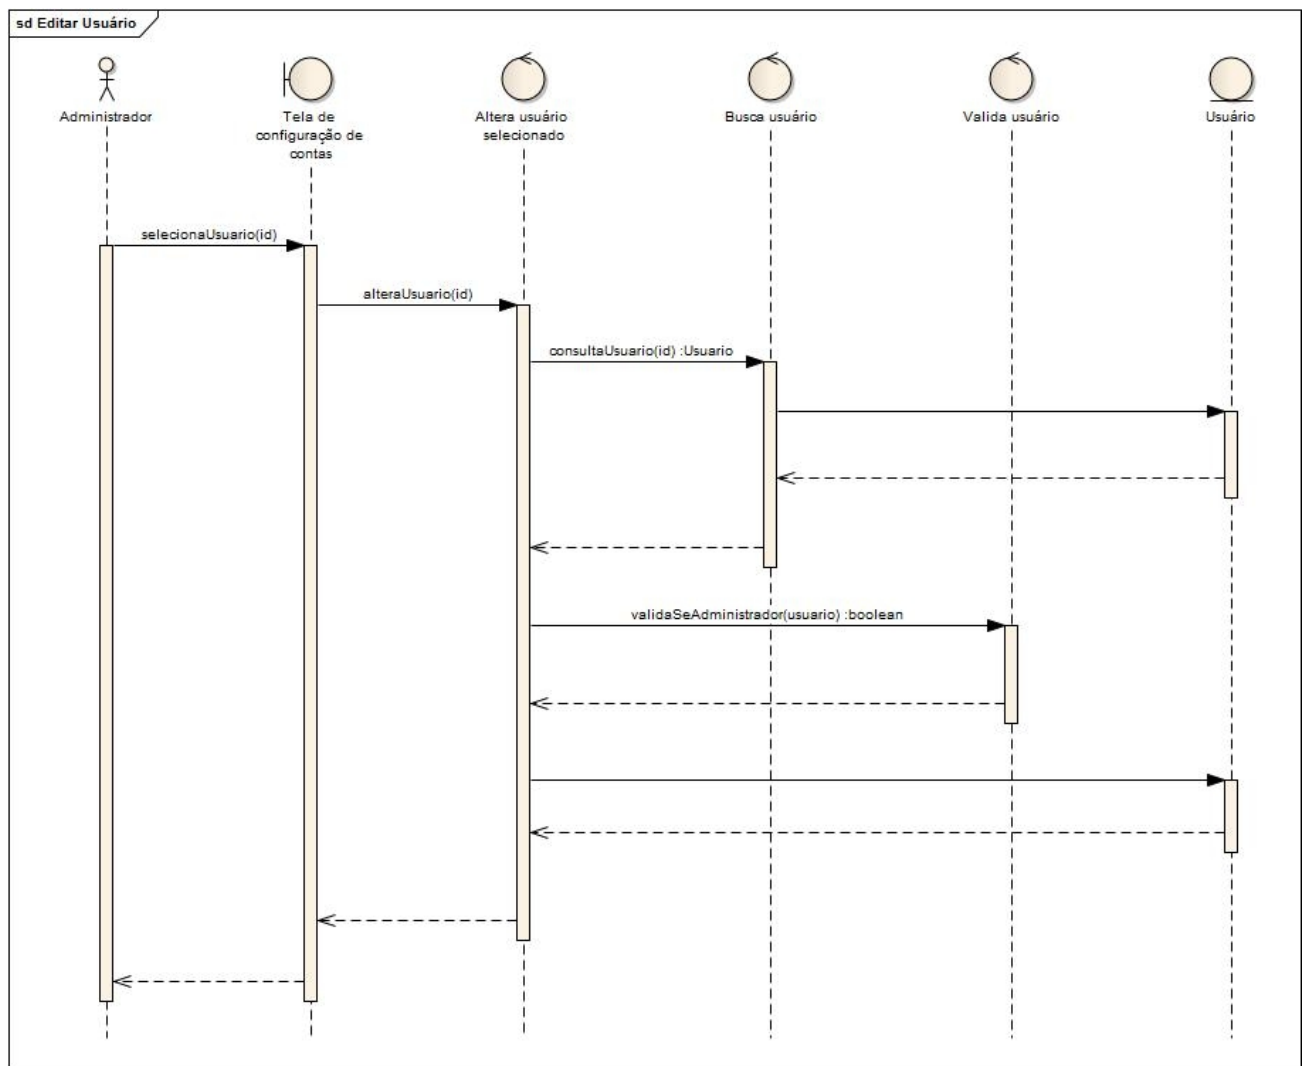 sd Editar Usuário
Administrador
Tela de
configuração de
contas
Altera usuário
selecionado
Busca usuário
Valida usuário
Usuário
selecionaUsuario(id)
alteraUsuario(id)
consultaUsuario(id) :Usuario
validaSeAdministrador(usuario) :boolean